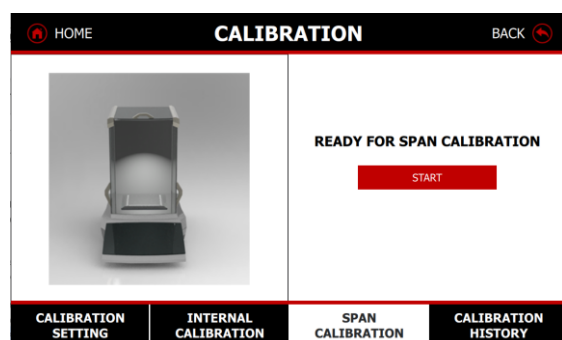 HOME
CALIBRATION
BACK
READY FOR SPAN CALIBRATION
START
CALIBRATION
SETTING
INTERNAL
CALIBRATION
SPAN
CALIBRATION
CALIBRATION
HISTORY